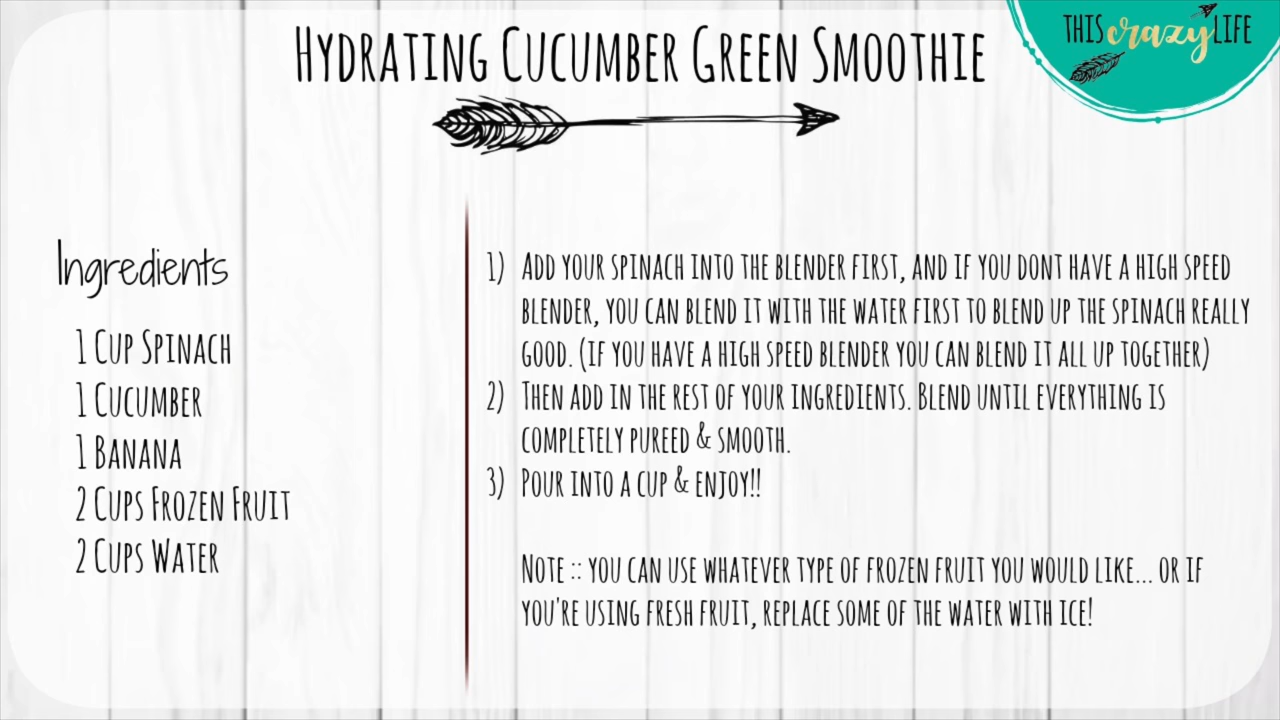 Hydrating Cucumber Green Smoothie
THIS crazy LIFE
Ingredients
1 Cup Spinach
1 Cucumber
1 Banana
2 Cups Frozen Fruit
2 Cups Water
1) Add your spinach into the blender first, and if you dont have a high speed
blender, you can blend it with the water first to blend up the spinach really
good. (if you have a high speed blender you can blend it all up together)
2) Then add in the rest of your ingredients. Blend until everything is
completely pureed & smooth.
3) Pour into a cup & enjoy!!
Note :: you can use whatever type of frozen fruit you would like... or if
you're using fresh fruit, replace some of the water with ice!